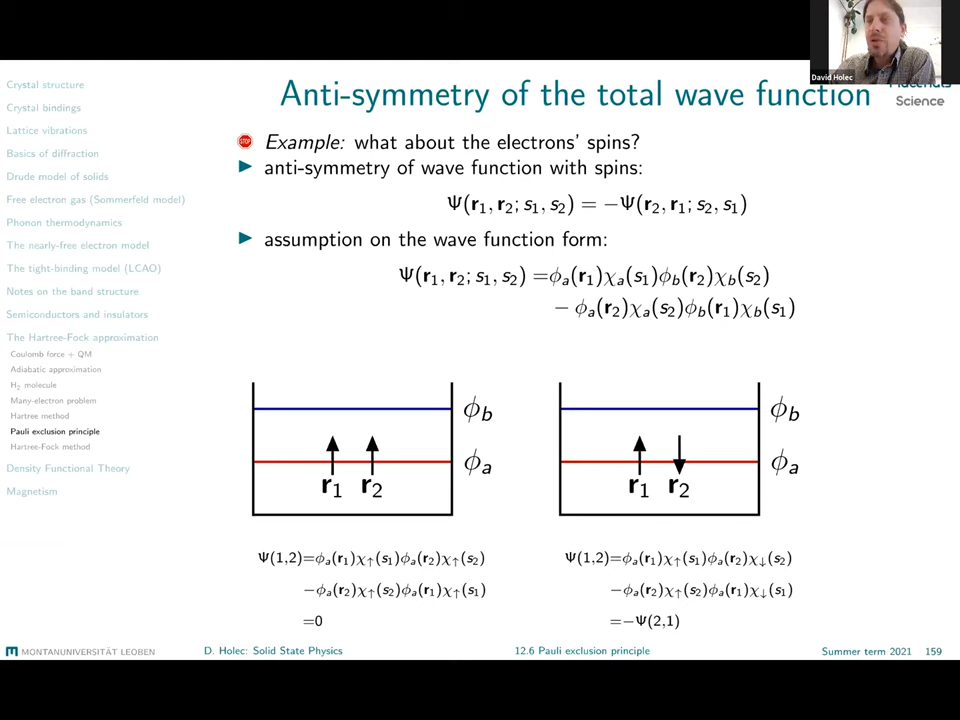 David Holec
Materials
Science
Crystal structure
Crystal bindings
Lattice vibrations
Basics of diffraction
Drude model of solids
Free electron gas (Sommerfeld model)
Phonon thermodynamics
The nearly-free electron model
The tight-binding model (LCAO)
Notes on the band structure
Semiconductors and insulators
The Hartree-Fock approximation
Coulomb force + QM
Adiabatic approximation
H₂ molecule
Many-electron problem
Hartree method
Pauli exclusion principle
Hartree-Fock method
Density Functional Theory
Magnetism
Anti-symmetry of the total wave function
STOP Example: what about the electrons' spins?
▶ anti-symmetry of wave function with spins:
Ψ(r₁, r₂; s₁, s₂) = −Ψ(r₂, r₁; s₂, s₁)
▶ assumption on the wave function form:
Ψ(r₁, r₂; s₁, s₂) =ϕₐ(r₁)χₐ(s₁)ϕ_b(r₂)χ_b(s₂)
− ϕₐ(r₂)χₐ(s₂)ϕ_b(r₁)χ_b(s₁)
ϕ_b
ϕₐ
r₁ r₂
ϕ_b
ϕₐ
r₁ r₂
Ψ(1,2)=ϕₐ(r₁)χ↑(s₁)ϕₐ(r₂)χ↑(s₂)
−ϕₐ(r₂)χ↑(s₂)ϕₐ(r₁)χ↑(s₁)
=0
Ψ(1,2)=ϕₐ(r₁)χ↑(s₁)ϕₐ(r₂)χ↓(s₂)
−ϕₐ(r₂)χ↑(s₂)ϕₐ(r₁)χ↓(s₁)
=−Ψ(2,1)
MONTANUNIVERSITÄT LEOBEN
D. Holec: Solid State Physics
12.6 Pauli exclusion principle
Summer term 2021 159